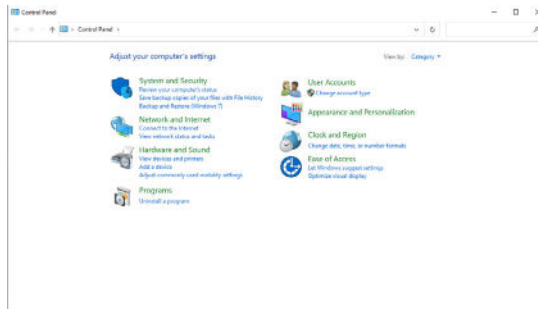 Control Panel
Control Panel
Adjust your computer's settings
View by: Category
System and Security
Review your computer's status
Save backup copies of your files with File History
Backup and Restore (Windows 7)
Network and Internet
Connect to the Internet
View network status and tasks
Hardware and Sound
View devices and printers
Add a device
Adjust commonly used mobility settings
Programs
Uninstall a program
User Accounts
Change account type
Appearance and Personalization
Clock and Region
Change date, time, or number formats
Ease of Access
Let Windows suggest settings
Optimize visual display